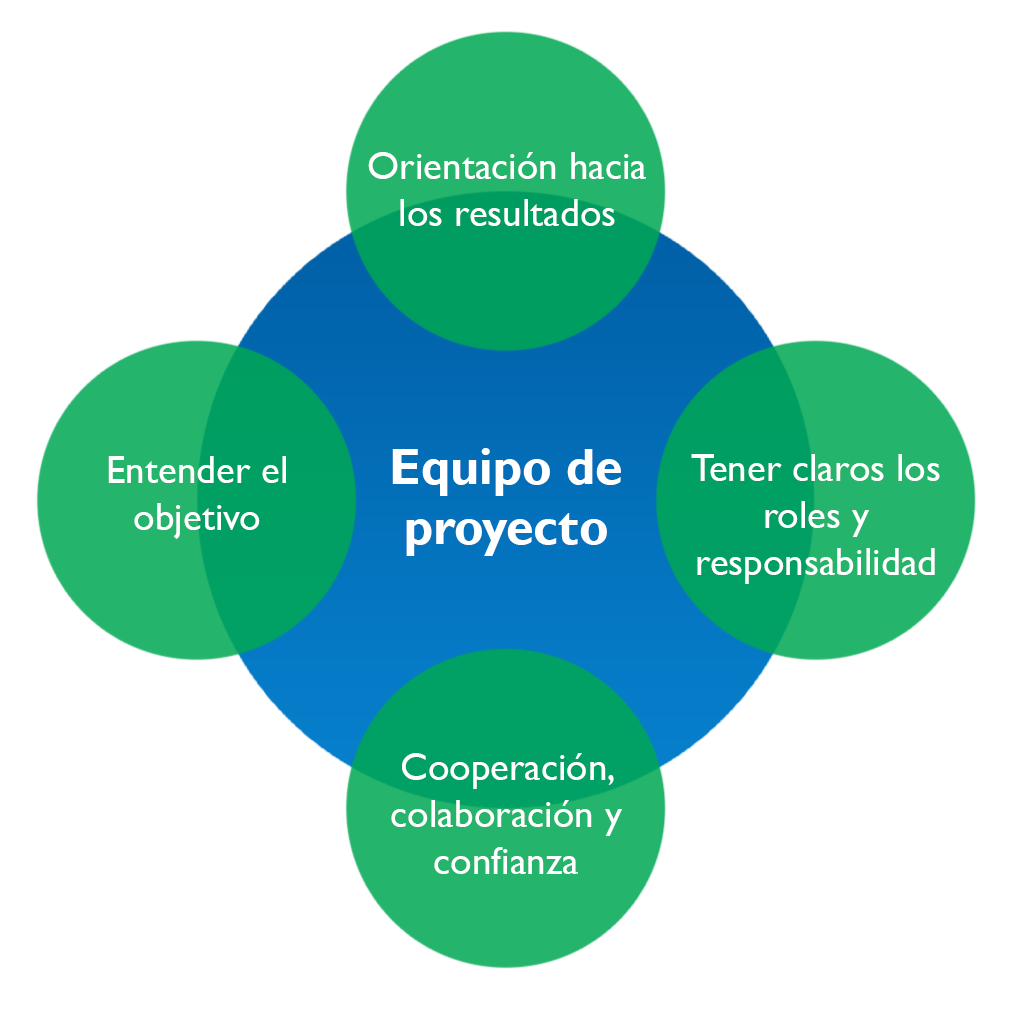 Orientación hacia
los resultados
Entender el
objetivo
Equipo de
proyecto
Tener claros los
roles y
responsabilidad
Cooperación,
colaboración y
confianza